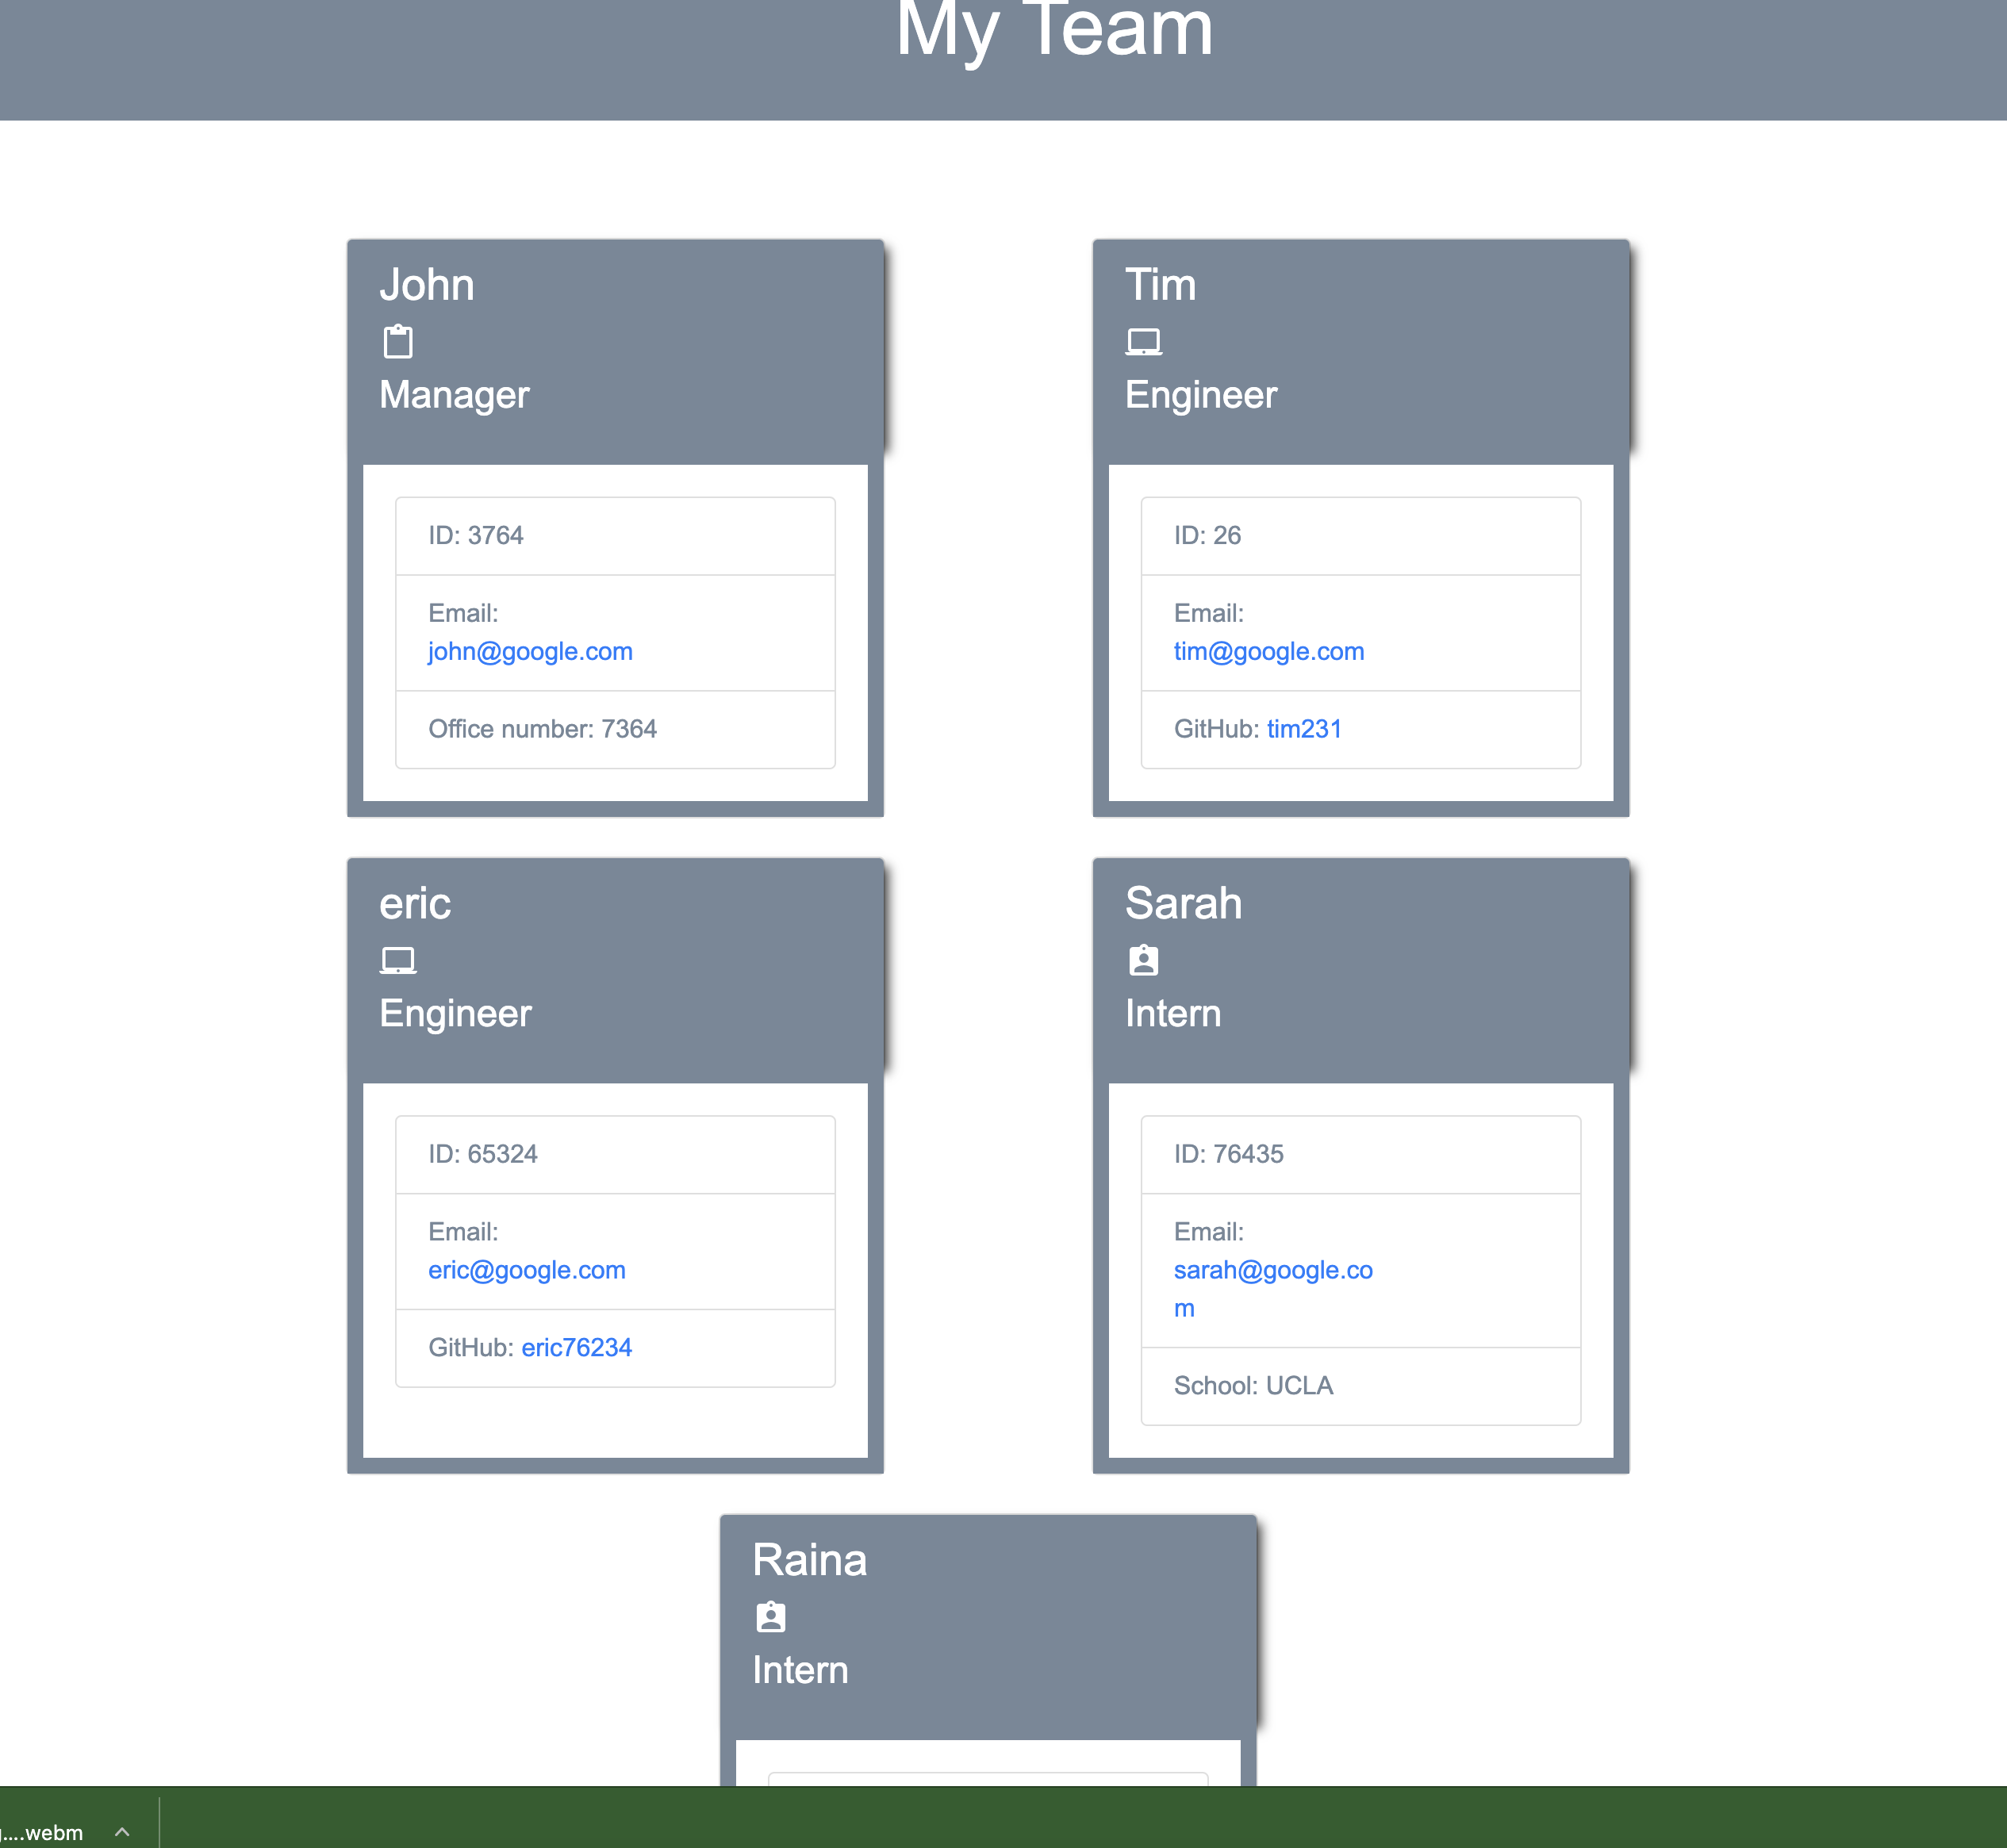 My Team
John
Manager
ID: 3764
Email:
john@google.com
Office number: 7364
Tim
Engineer
ID: 26
Email:
tim@google.com
GitHub: tim231
eric
Engineer
ID: 65324
Email:
eric@google.com
GitHub: eric76234
Sarah
Intern
ID: 76435
Email:
sarah@google.co
m
School: UCLA
Raina
Intern
....webm